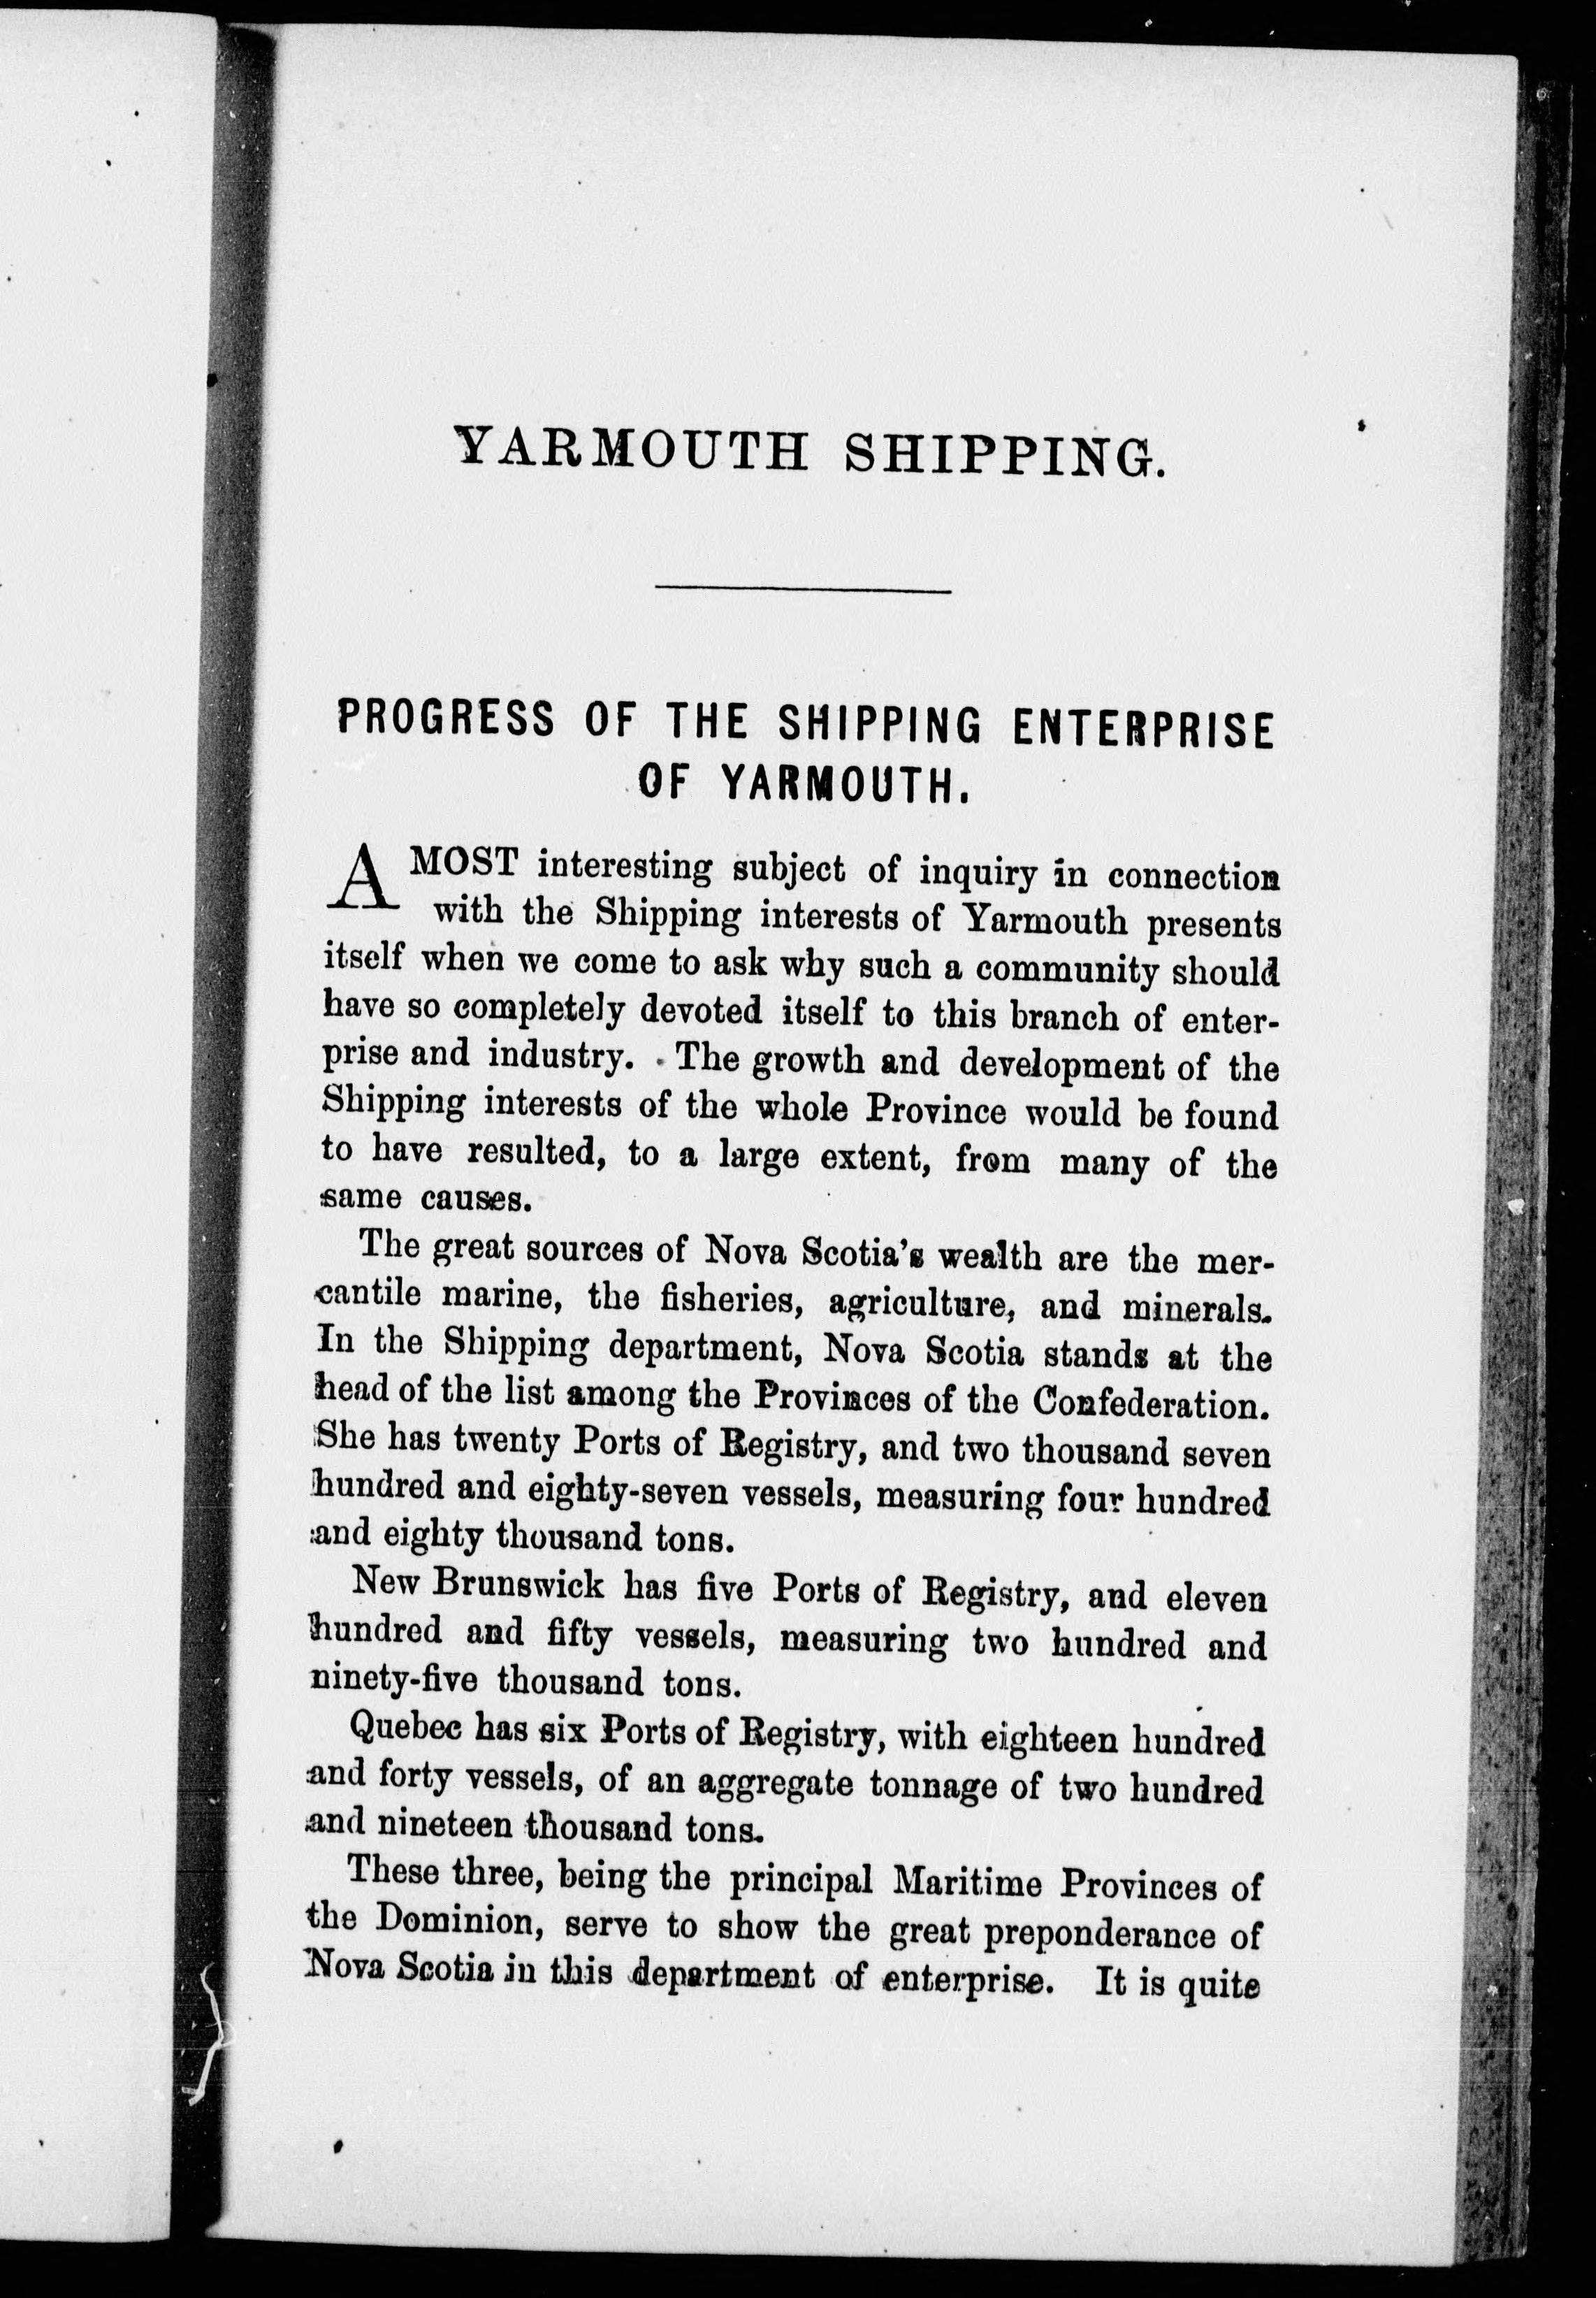 YARMOUTH SHIPPING.
PROGRESS OF THE SHIPPING ENTERPRISE
OF YARMOUTH.
A MOST interesting subject of inquiry in connection
with the Shipping interests of Yarmouth presents
itself when we come to ask why such a community should
have so completely devoted itself to this branch of enter-
prise and industry. The growth and development of the
Shipping interests of the whole Province would be found
to have resulted, to a large extent, from many of the
same causes.
The great sources of Nova Scotia's wealth are the mer-
cantile marine, the fisheries, agriculture, and minerals.
In the Shipping department, Nova Scotia stands at the
head of the list among the Provinces of the Confederation.
She has twenty Ports of Registry, and two thousand seven
hundred and eighty-seven vessels, measuring four hundred
and eighty thousand tons.
New Brunswick has five Ports of Registry, and eleven
hundred and fifty vessels, measuring two hundred and
ninety-five thousand tons.
Quebec has six Ports of Registry, with eighteen hundred
and forty vessels, of an aggregate tonnage of two hundred
and nineteen thousand tons.
These three, being the principal Maritime Provinces of
the Dominion, serve to show the great preponderance of
Nova Scotia in this department of enterprise. It is quite